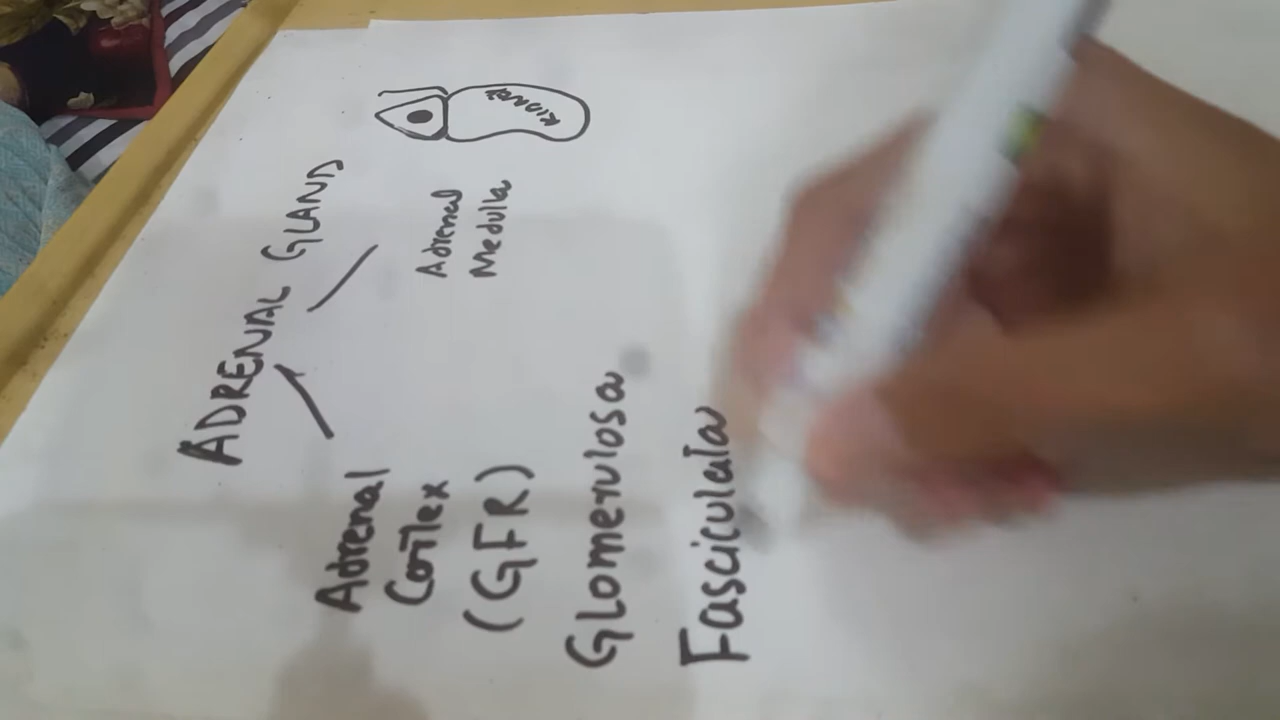 KIDNEY
ADRENAL GLAND
Adrenal
Cortex
(GFR)
Adrenal
Medulla
Glomerulosa
Fasciculata